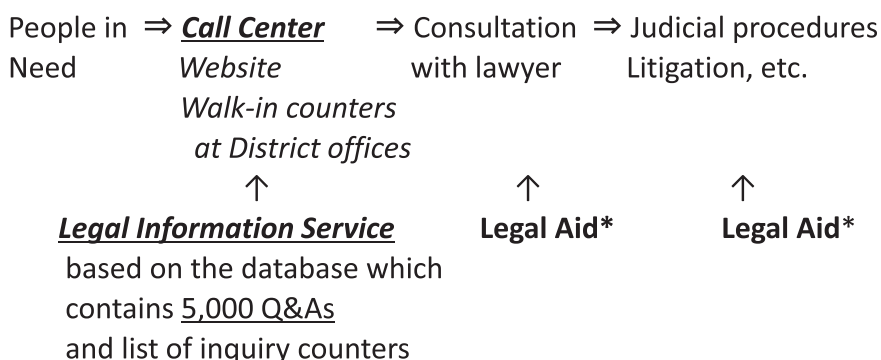 People in ⇒ Call Center ⇒ Consultation ⇒ Judicial procedures
Need Website with lawyer Litigation, etc.
Walk-in counters
at District offices
↑ ↑ ↑
Legal Information Service Legal Aid* Legal Aid*
based on the database which
contains 5,000 Q&As
and list of inquiry counters